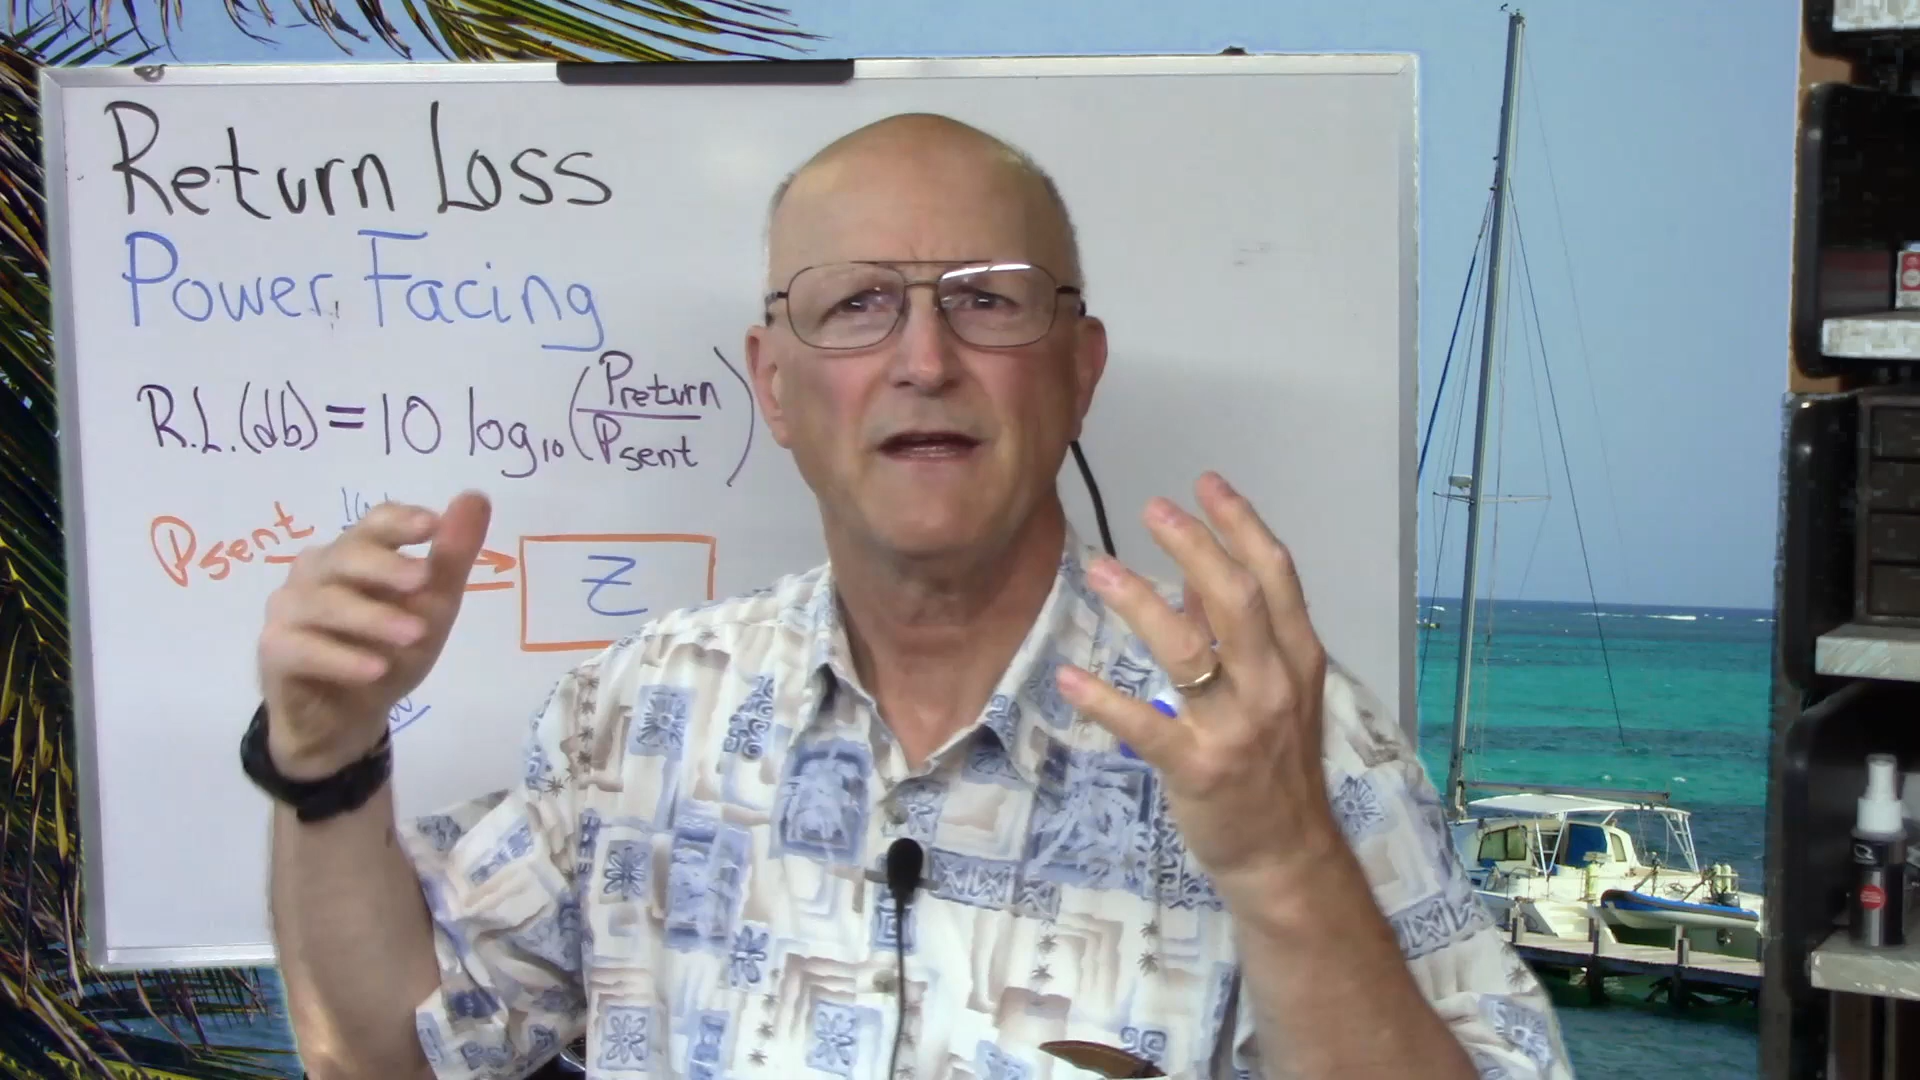 Return Loss
Power Facing
R.L.(db) = 10 log₁₀ (Preturn / Psent)
Psent
Z